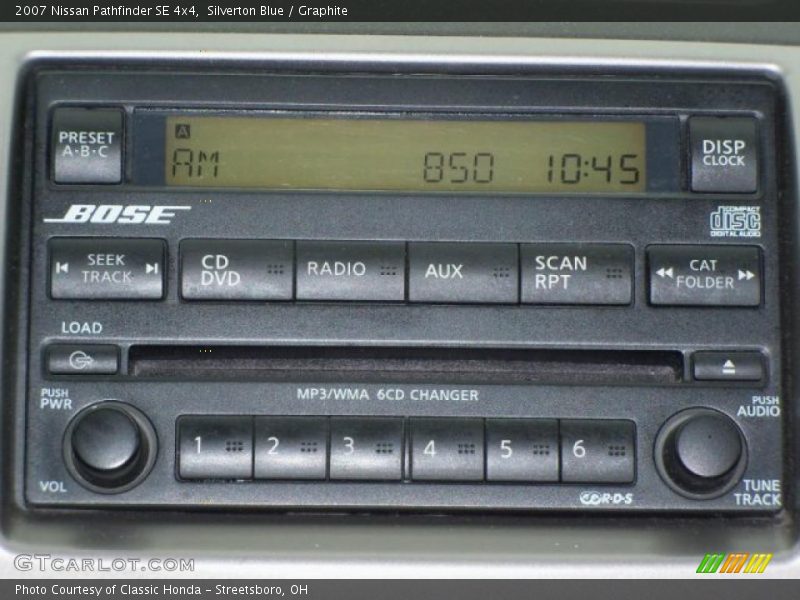 2007 Nissan Pathfinder SE 4x4, Silverton Blue / Graphite
PRESET
A·B·C
A
AM 850 10:45
DISP
CLOCK
BOSE
COMPACT
disc
DIGITAL AUDIO
SEEK
TRACK
CD
DVD
RADIO
AUX
SCAN
RPT
CAT
FOLDER
LOAD
PUSH
PWR
MP3/WMA 6CD CHANGER
PUSH
AUDIO
1 2 3 4 5 6
VOL
R·D·S
TUNE
TRACK
GTCARLOT.COM
Photo Courtesy of Classic Honda - Streetsboro, OH